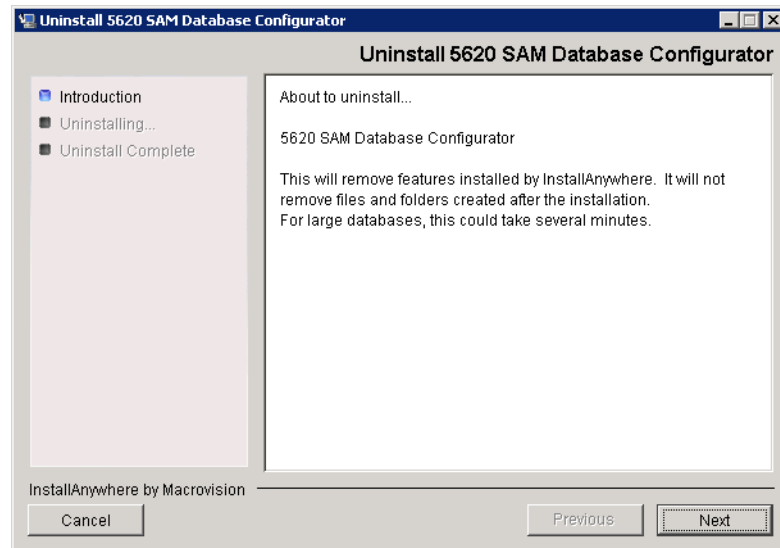 Uninstall 5620 SAM Database Configurator
Uninstall 5620 SAM Database Configurator
Introduction
Uninstalling...
Uninstall Complete
About to uninstall...
5620 SAM Database Configurator
This will remove features installed by InstallAnywhere. It will not
remove files and folders created after the installation.
For large databases, this could take several minutes.
InstallAnywhere by Macrovision
Cancel
Previous
Next